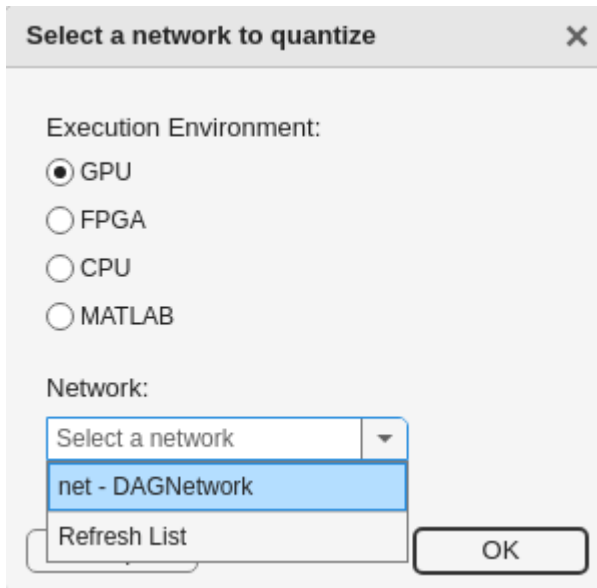 Select a network to quantize
Execution Environment:
GPU
FPGA
CPU
MATLAB
Network:
Select a network
net - DAGNetwork
Refresh List
OK